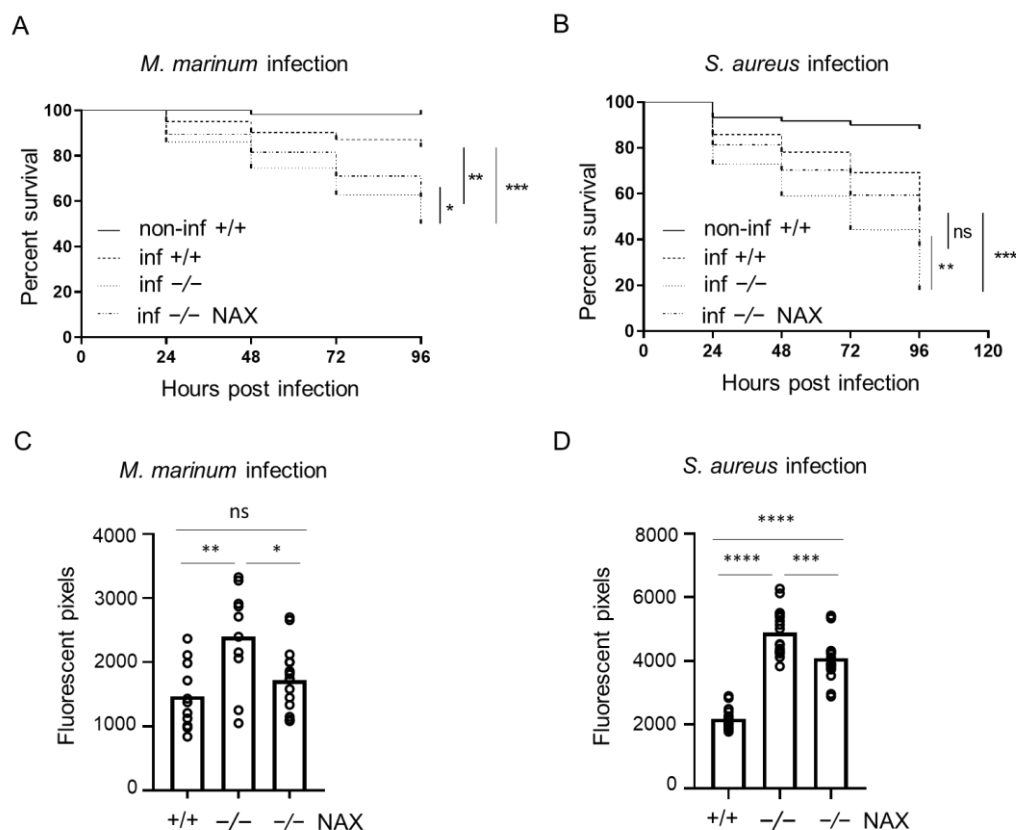 A
M. marinum infection
Percent survival
100
80
60
40
20
0
non-inf +/+
inf +/+
inf −/−
inf −/− NAX
*
**
***
0 24 48 72 96
Hours post infection
B
S. aureus infection
Percent survival
100
80
60
40
20
0
non-inf +/+
inf +/+
inf −/−
inf −/− NAX
**
ns
***
0 24 48 72 96 120
Hours post infection
C
M. marinum infection
Fluorescent pixels
4000
3000
2000
1000
0
ns
** *
+/+ −/− −/− NAX
D
S. aureus infection
Fluorescent pixels
8000
6000
4000
2000
0
****
**** ***
+/+ −/− −/− NAX